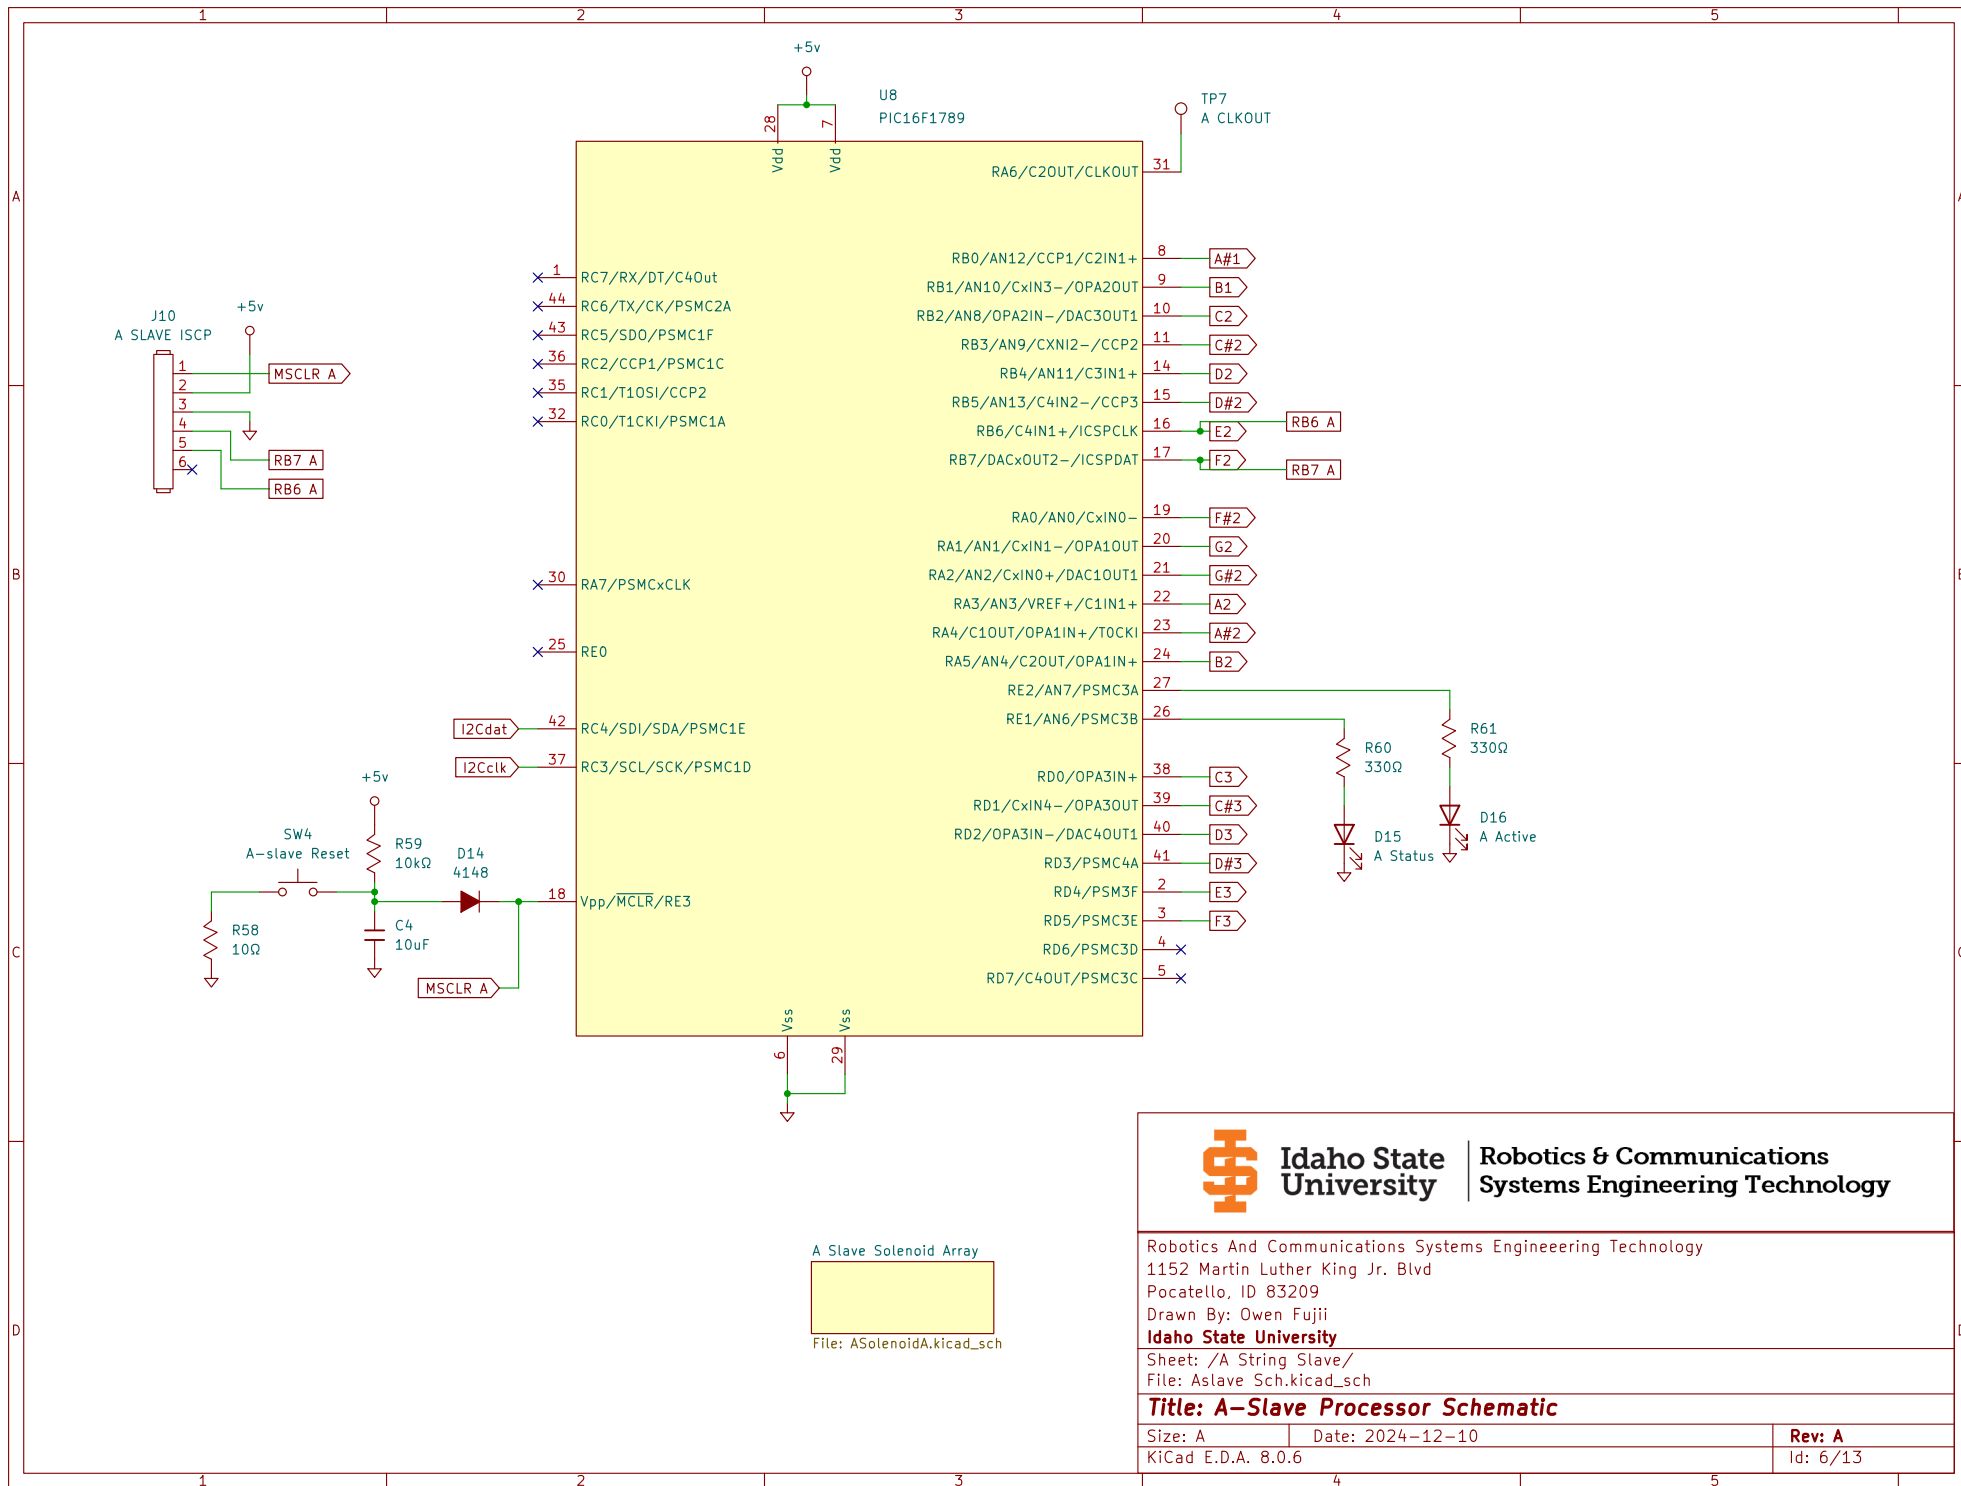 1 2 3 4 5
A
B
C
D
+5v
U8
PIC16F1789
TP7
A CLKOUT
28 Vdd
7 Vdd
RA6/C2OUT/CLKOUT 31
J10
A SLAVE ISCP
+5v
1 MSCLR A
2
3
4 RB7 A
5 RB6 A
6
1 RC7/RX/DT/C4Out
44 RC6/TX/CK/PSMC2A
43 RC5/SDO/PSMC1F
36 RC2/CCP1/PSMC1C
35 RC1/T1OSI/CCP2
32 RC0/T1CKI/PSMC1A
30 RA7/PSMCxCLK
25 RE0
I2Cdat 42 RC4/SDI/SDA/PSMC1E
I2Cclk 37 RC3/SCL/SCK/PSMC1D
18 Vpp/MCLR/RE3
RB0/AN12/CCP1/C2IN1+ 8 A#1
RB1/AN10/CxIN3-/OPA2OUT 9 B1
RB2/AN8/OPA2IN-/DAC3OUT1 10 C2
RB3/AN9/CXNI2-/CCP2 11 C#2
RB4/AN11/C3IN1+ 14 D2
RB5/AN13/C4IN2-/CCP3 15 D#2
RB6/C4IN1+/ICSPCLK 16 E2 RB6 A
RB7/DACxOUT2-/ICSPDAT 17 F2 RB7 A
RA0/AN0/CxIN0- 19 F#2
RA1/AN1/CxIN1-/OPA1OUT 20 G2
RA2/AN2/CxIN0+/DAC1OUT1 21 G#2
RA3/AN3/VREF+/C1IN1+ 22 A2
RA4/C1OUT/OPA1IN+/T0CKI 23 A#2
RA5/AN4/C2OUT/OPA1IN+ 24 B2
RE2/AN7/PSMC3A 27
RE1/AN6/PSMC3B 26
RD0/OPA3IN+ 38 C3
RD1/CxIN4-/OPA3OUT 39 C#3
RD2/OPA3IN-/DAC4OUT1 40 D3
RD3/PSMC4A 41 D#3
RD4/PSM3F 2 E3
RD5/PSMC3E 3 F3
RD6/PSMC3D 4
RD7/C4OUT/PSMC3C 5
R61
330Ω
R60
330Ω
D16
A Active
D15
A Status
+5v
SW4
A-slave Reset
R59
10kΩ
D14
4148
R58
10Ω
C4
10uF
MSCLR A
Vss 6
Vss 29
A Slave Solenoid Array
File: ASolenoidA.kicad_sch
Idaho State
University
Robotics & Communications
Systems Engineering Technology
Robotics And Communications Systems Engineeering Technology
1152 Martin Luther King Jr. Blvd
Pocatello, ID 83209
Drawn By: Owen Fujii
Idaho State University
Sheet: /A String Slave/
File: Aslave Sch.kicad_sch
Title: A-Slave Processor Schematic
Size: A Date: 2024-12-10 Rev: A
KiCad E.D.A. 8.0.6 Id: 6/13
1 2 3 4 5